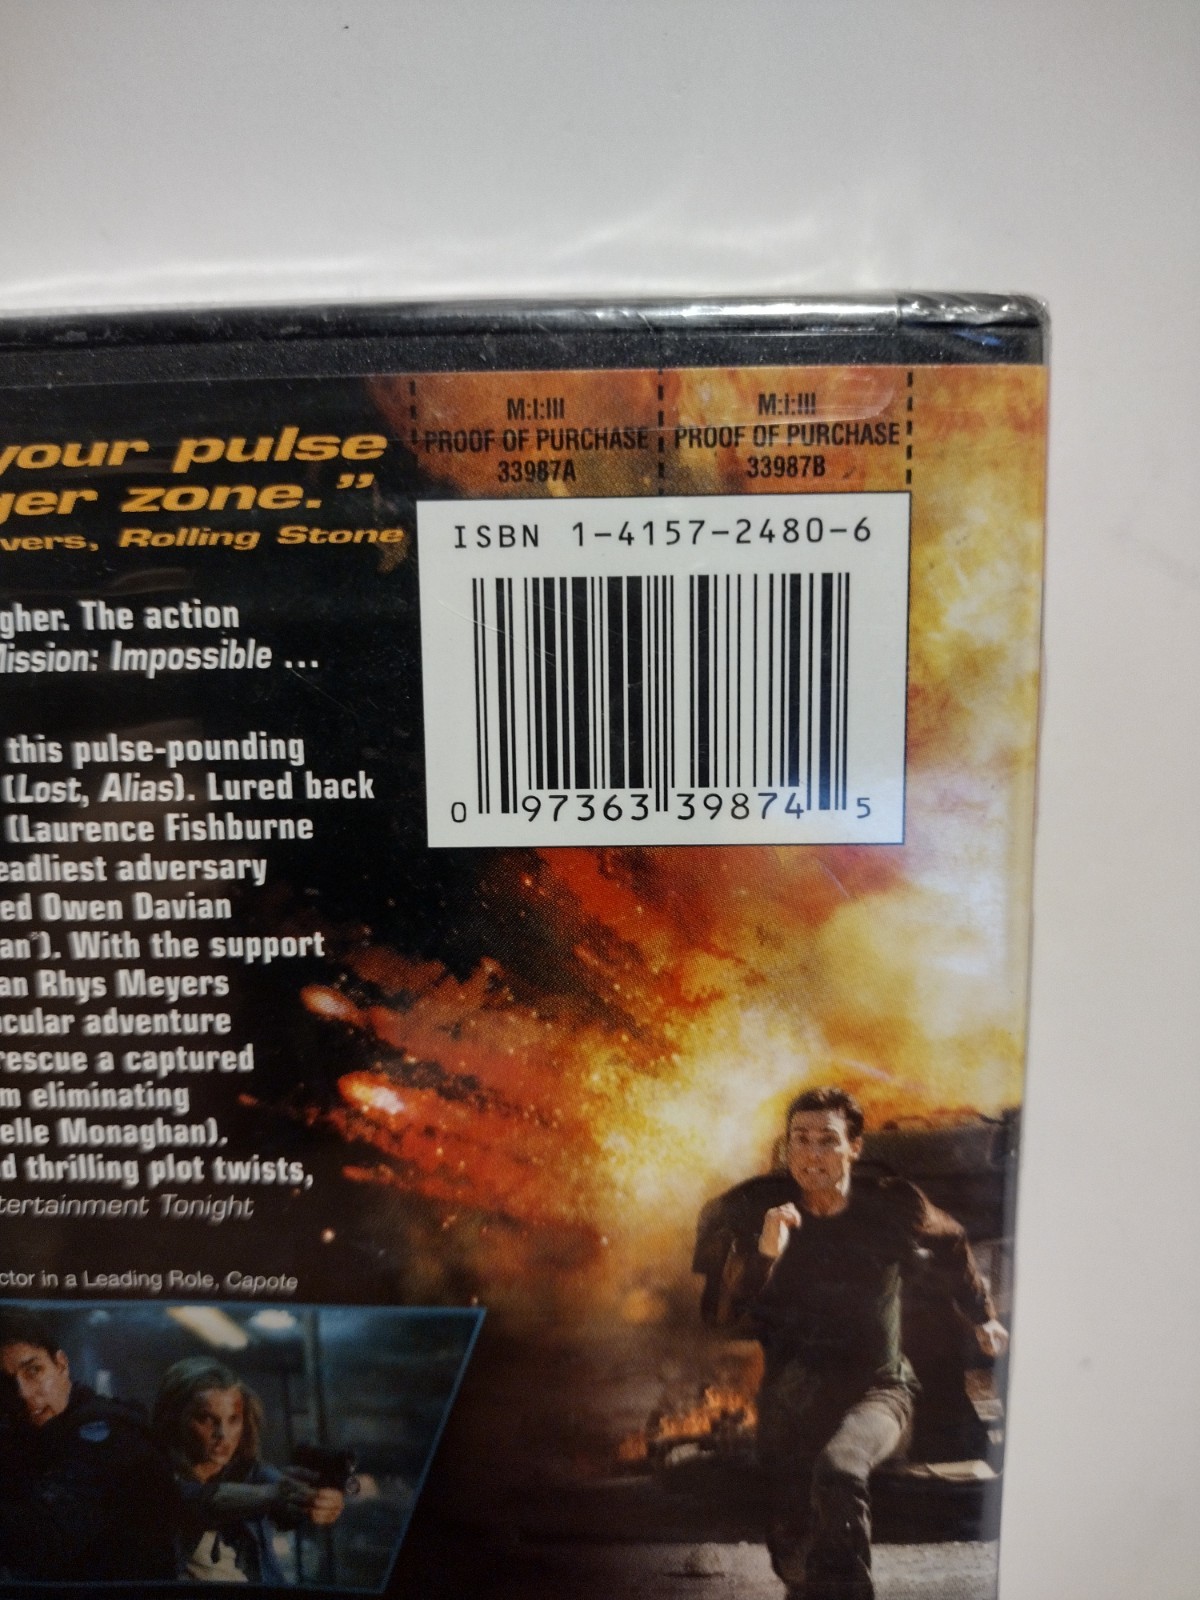 M:I:III
PROOF OF PURCHASE
33987A
M:I:III
PROOF OF PURCHASE
33987B
your pulse
ger zone."
vers, Rolling Stone
ISBN 1-4157-2480-6
0 97363 39874 5
gher. The action
Mission: Impossible ...
this pulse-pounding
(Lost, Alias). Lured back
(Laurence Fishburne
eadliest adversary
ed Owen Davian
an*). With the support
an Rhys Meyers
cular adventure
rescue a captured
m eliminating
elle Monaghan).
d thrilling plot twists,
tertainment Tonight
ctor in a Leading Role, Capote